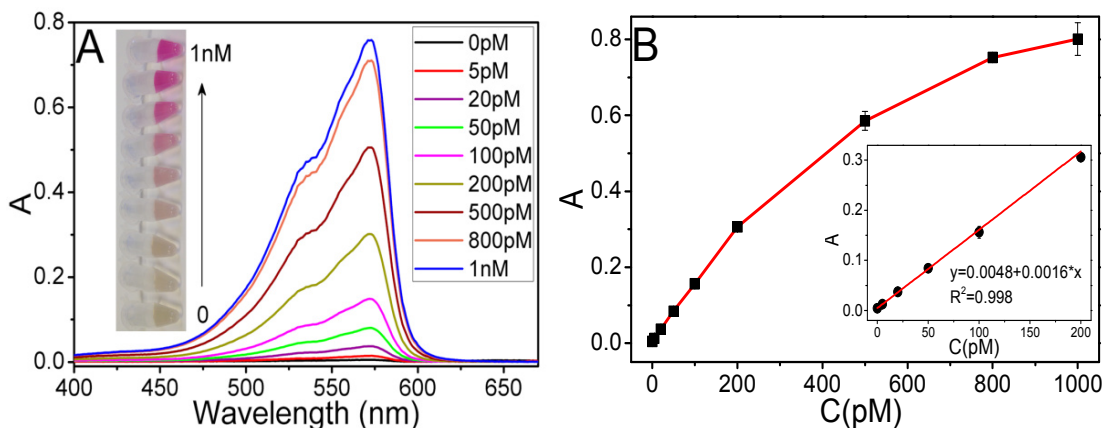 A
1nM
0
0pM
5pM
20pM
50pM
100pM
200pM
500pM
800pM
1nM
A
0.8
0.6
0.4
0.2
0.0
400
450
500
550
600
650
Wavelength (nm)
B
A
0.8
0.6
0.4
0.2
0.0
0
200
400
600
800
1000
C(pM)
A
0.3
0.2
0.1
0.0
y=0.0048+0.0016*x
R²=0.998
0
50
100
150
200
C(pM)